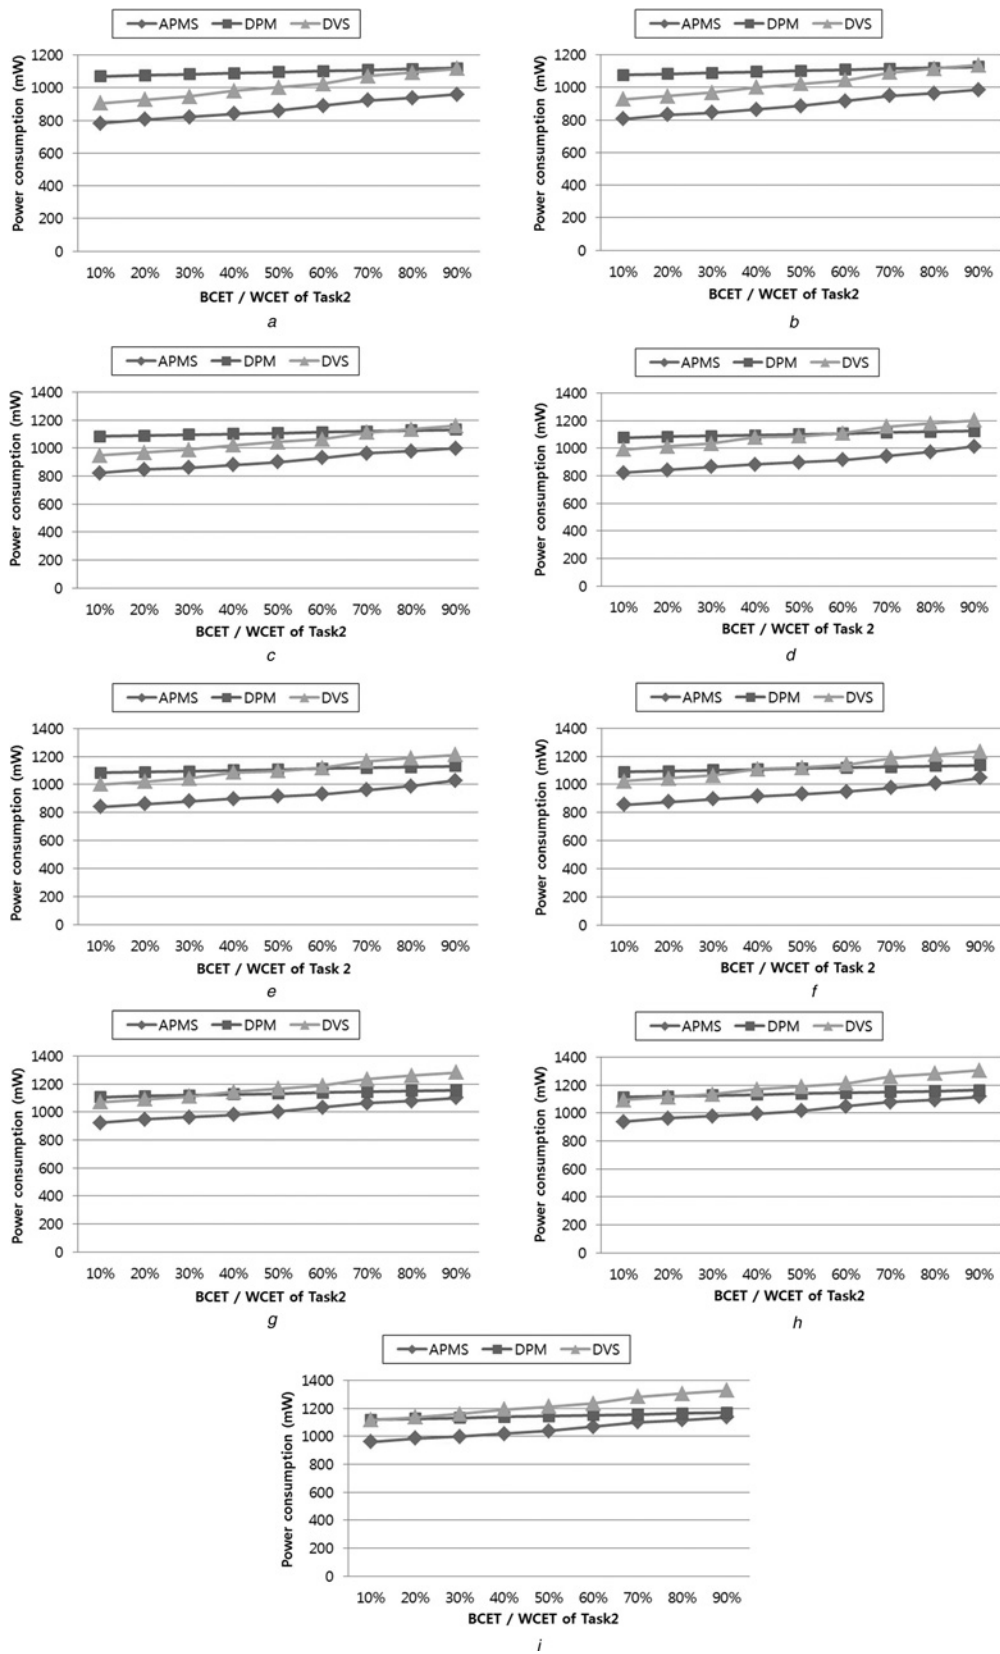 APMS DPM DVS
Power consumption (mW)
1200
1000
800
600
400
200
0
10% 20% 30% 40% 50% 60% 70% 80% 90%
BCET / WCET of Task2
a
APMS DPM DVS
Power consumption (mW)
1200
1000
800
600
400
200
0
10% 20% 30% 40% 50% 60% 70% 80% 90%
BCET / WCET of Task2
b
APMS DPM DVS
Power consumption (mW)
1400
1200
1000
800
600
400
200
0
10% 20% 30% 40% 50% 60% 70% 80% 90%
BCET / WCET of Task2
c
APMS DPM DVS
Power consumption (mW)
1400
1200
1000
800
600
400
200
0
10% 20% 30% 40% 50% 60% 70% 80% 90%
BCET / WCET of Task 2
d
APMS DPM DVS
Power consumption (mW)
1400
1200
1000
800
600
400
200
0
10% 20% 30% 40% 50% 60% 70% 80% 90%
BCET / WCET of Task 2
e
APMS DPM DVS
Power consumption (mW)
1400
1200
1000
800
600
400
200
0
10% 20% 30% 40% 50% 60% 70% 80% 90%
BCET / WCET of Task 2
f
APMS DPM DVS
Power consumption (mW)
1400
1200
1000
800
600
400
200
0
10% 20% 30% 40% 50% 60% 70% 80% 90%
BCET / WCET of Task2
g
APMS DPM DVS
Power consumption (mW)
1400
1200
1000
800
600
400
200
0
10% 20% 30% 40% 50% 60% 70% 80% 90%
BCET / WCET of Task2
h
APMS DPM DVS
Power consumption (mW)
1400
1200
1000
800
600
400
200
0
10% 20% 30% 40% 50% 60% 70% 80% 90%
BCET / WCET of Task2
i